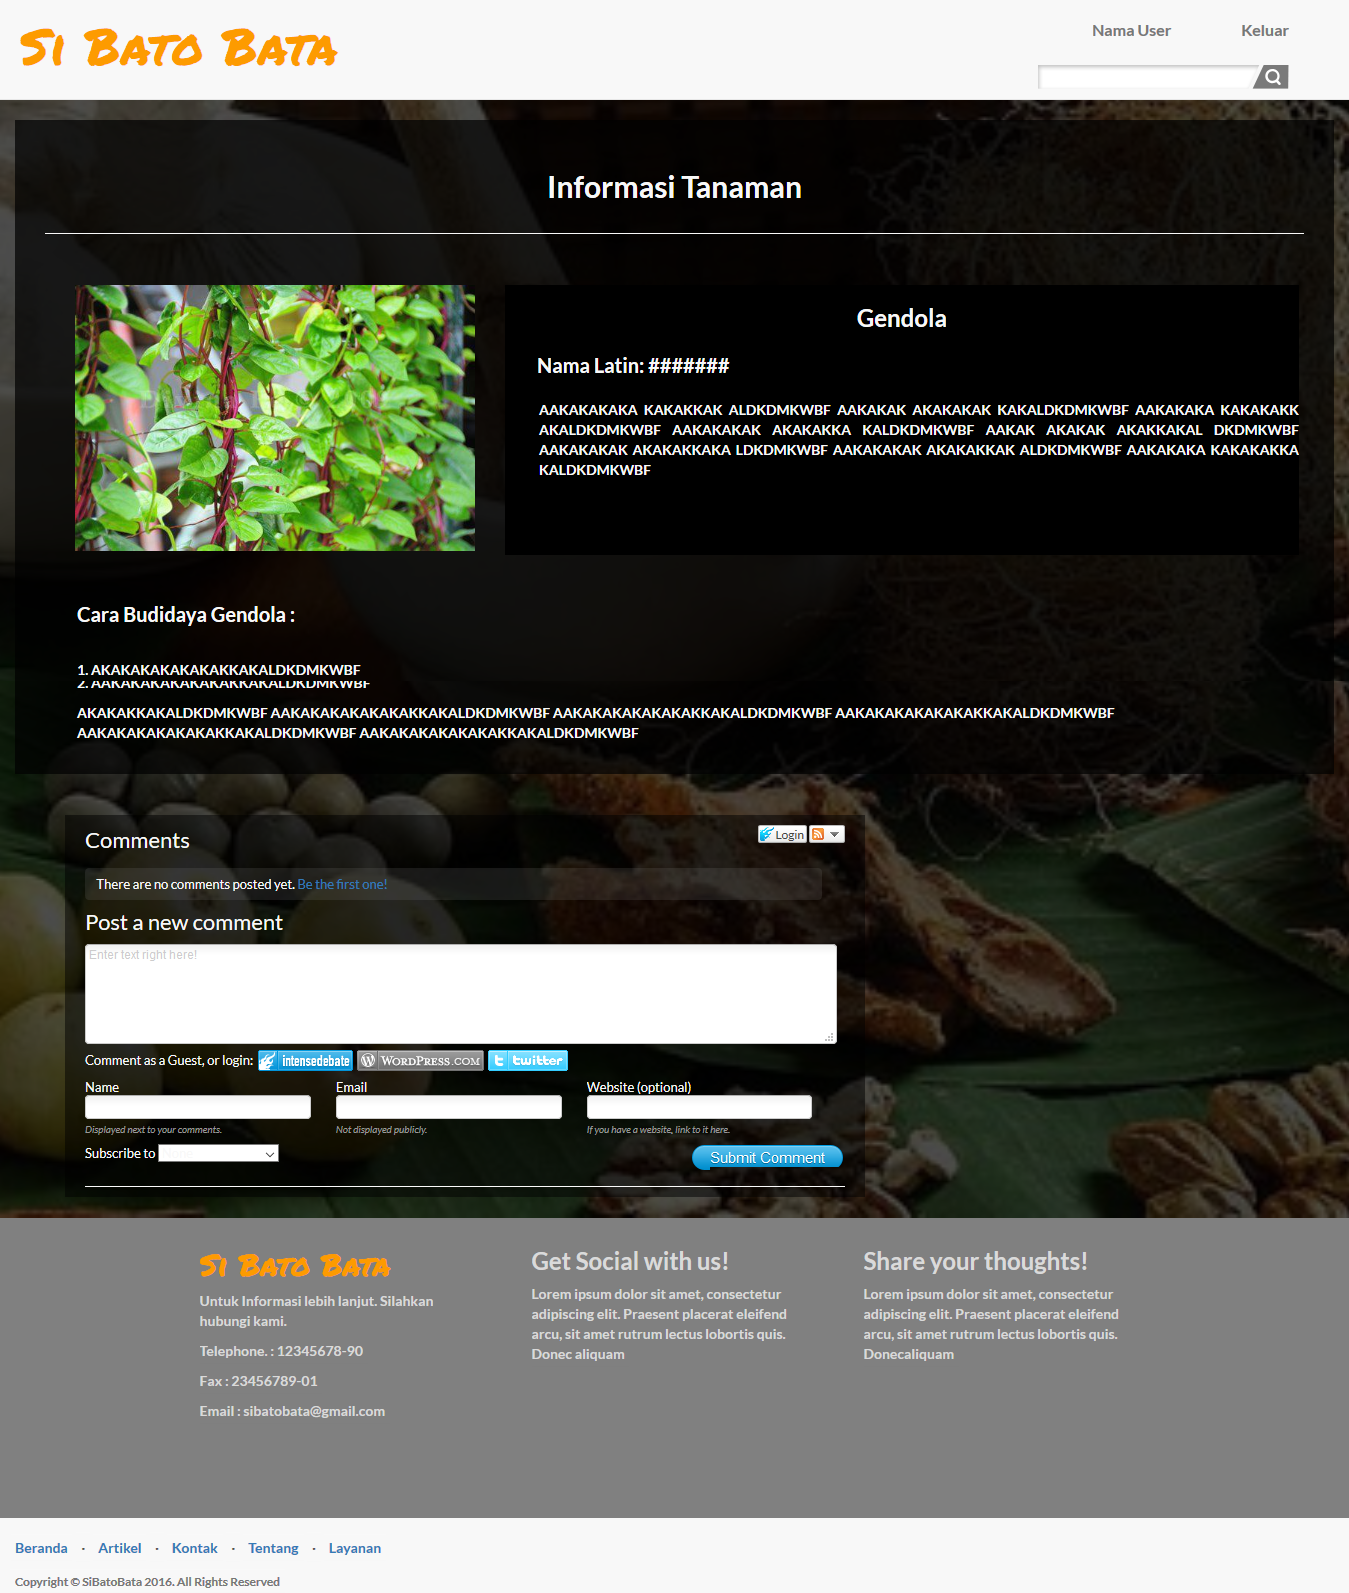 Si Bato Bata
Nama User
Keluar
Informasi Tanaman
Gendola
Nama Latin: #######
AAKAKAKAKA KAKAKKAK ALDKDMKWBF AAKAKAK AKAKAKAK KAKALDKDMKWBF AAKAKAKA KAKAKAKK
AKALDKDMKWBF AAKAKAKAK AKAKAKKA KALDKDMKWBF AAKAK AKAKAK AKAKKAKAL DKDMKWBF
AAKAKAKAK AKAKAKKAKA LDKDMKWBF AAKAKAKAK AKAKAKKAK ALDKDMKWBF AAKAKAKA KAKAKAKKA
KALDKDMKWBF
Cara Budidaya Gendola :
1. AKAKAKAKAKAKAKKAKALDKDMKWBF
2. AAKAKAKAKAKAKAKKAKALDKDMKWBF
AKAKAKKAKALDKDMKWBF AAKAKAKAKAKAKAKKAKALDKDMKWBF AAKAKAKAKAKAKAKKAKALDKDMKWBF AAKAKAKAKAKAKAKKAKALDKDMKWBF
AAKAKAKAKAKAKAKKAKALDKDMKWBF AAKAKAKAKAKAKAKKAKALDKDMKWBF
Comments
Login
There are no comments posted yet. Be the first one!
Post a new comment
Enter text right here!
Comment as a Guest, or login: intensedebate WORDPRESS.COM twitter
Name
Email
Website (optional)
Displayed next to your comments.
Not displayed publicly.
If you have a website, link to it here.
Subscribe to None
Submit Comment
Si Bato Bata
Untuk Informasi lebih lanjut. Silahkan
hubungi kami.
Telephone. : 12345678-90
Fax : 23456789-01
Email : sibatobata@gmail.com
Get Social with us!
Lorem ipsum dolor sit amet, consectetur
adipiscing elit. Praesent placerat eleifend
arcu, sit amet rutrum lectus lobortis quis.
Donec aliquam
Share your thoughts!
Lorem ipsum dolor sit amet, consectetur
adipiscing elit. Praesent placerat eleifend
arcu, sit amet rutrum lectus lobortis quis.
Donecaliquam
Beranda · Artikel · Kontak · Tentang · Layanan
Copyright © SiBatoBata 2016. All Rights Reserved